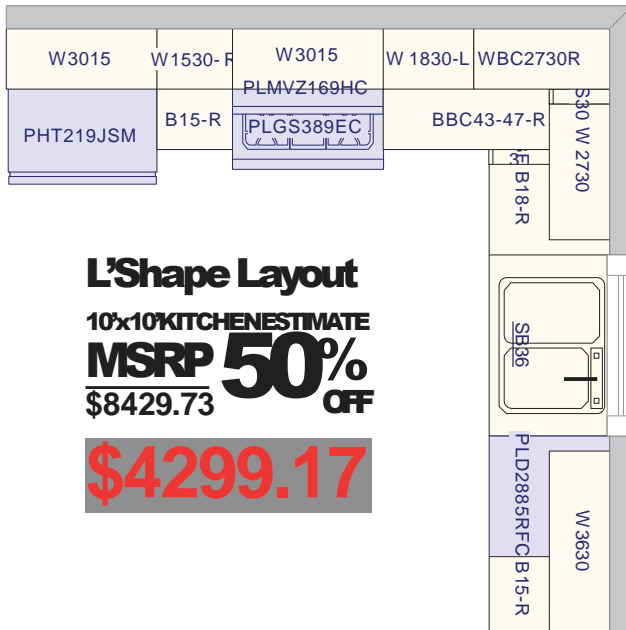 W3015
W1530-R
W3015
W 1830-L
WBC2730R
PLMVZ169HC
PHT219JSM
B15-R
PLGS389EC
BBC43-47-R
S30 W 2730
B18-R
L'Shape Layout
10'x10'KITCHENESTIMATE
MSRP
$8429.73
50%
OFF
$4299.17
SB36
PLD2885RFC
B15-R
W3630